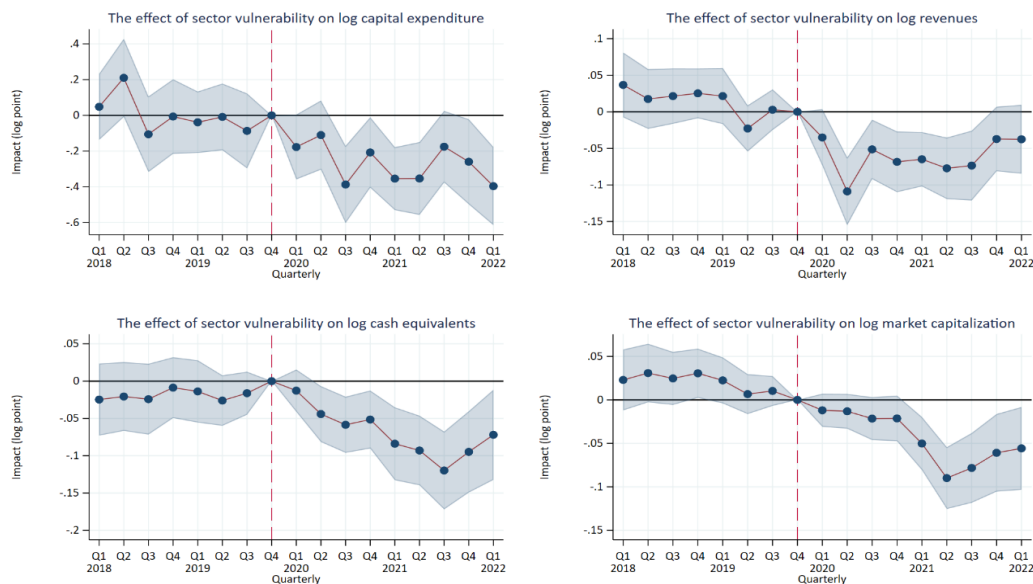 The effect of sector vulnerability on log capital expenditure
Impact (log point)
.4
.2
0
-.2
-.4
-.6
Q1 Q2 Q3 Q4 Q1 Q2 Q3 Q4 Q1 Q2 Q3 Q4 Q1 Q2 Q3 Q4 Q1
2018 2019 2020 2021 2022
Quarterly
The effect of sector vulnerability on log revenues
Impact (log point)
.1
.05
0
-.05
-.1
-.15
Q1 Q2 Q3 Q4 Q1 Q2 Q3 Q4 Q1 Q2 Q3 Q4 Q1 Q2 Q3 Q4 Q1
2018 2019 2020 2021 2022
Quarterly
The effect of sector vulnerability on log cash equivalents
Impact (log point)
.05
0
-.05
-.1
-.15
-.2
Q1 Q2 Q3 Q4 Q1 Q2 Q3 Q4 Q1 Q2 Q3 Q4 Q1 Q2 Q3 Q4 Q1
2018 2019 2020 2021 2022
Quarterly
The effect of sector vulnerability on log market capitalization
Impact (log point)
.05
0
-.05
-.1
-.15
Q1 Q2 Q3 Q4 Q1 Q2 Q3 Q4 Q1 Q2 Q3 Q4 Q1 Q2 Q3 Q4 Q1
2018 2019 2020 2021 2022
Quarterly